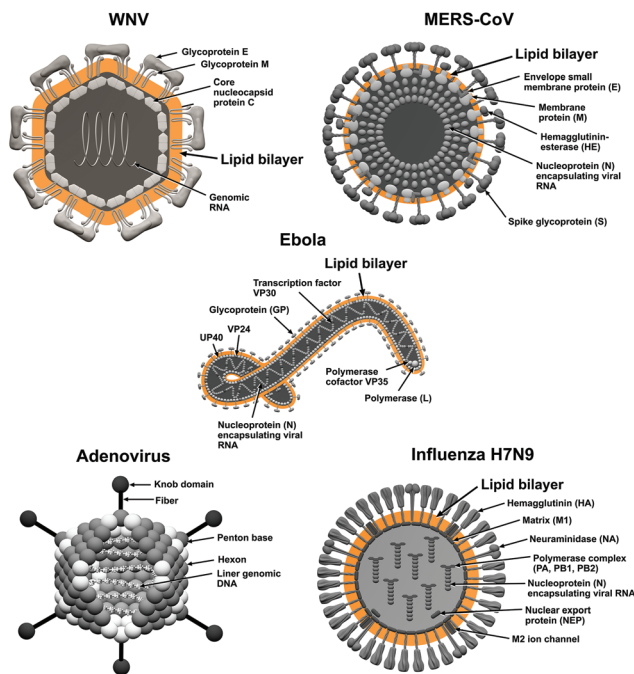 WNV
Glycoprotein E
Glycoprotein M
Core
nucleocapsid
protein C
Lipid bilayer
Genomic
RNA
MERS-CoV
Lipid bilayer
Envelope small
membrane protein (E)
Membrane
protein (M)
Hemagglutinin-
esterase (HE)
Nucleoprotein (N)
encapsulating viral
RNA
Spike glycoprotein (S)
Ebola
Lipid bilayer
Transcription factor
VP30
Glycoprotein (GP)
VP24
UP40
Polymerase
cofactor VP35
Polymerase (L)
Nucleoprotein (N)
encapsulating viral
RNA
Adenovirus
Knob domain
Fiber
Penton base
Hexon
Liner genomic
DNA
Influenza H7N9
Lipid bilayer
Hemagglutinin (HA)
Matrix (M1)
Neuraminidase (NA)
Polymerase complex
(PA, PB1, PB2)
Nucleoprotein (N)
encapsulating viral RNA
Nuclear export
protein (NEP)
M2 ion channel